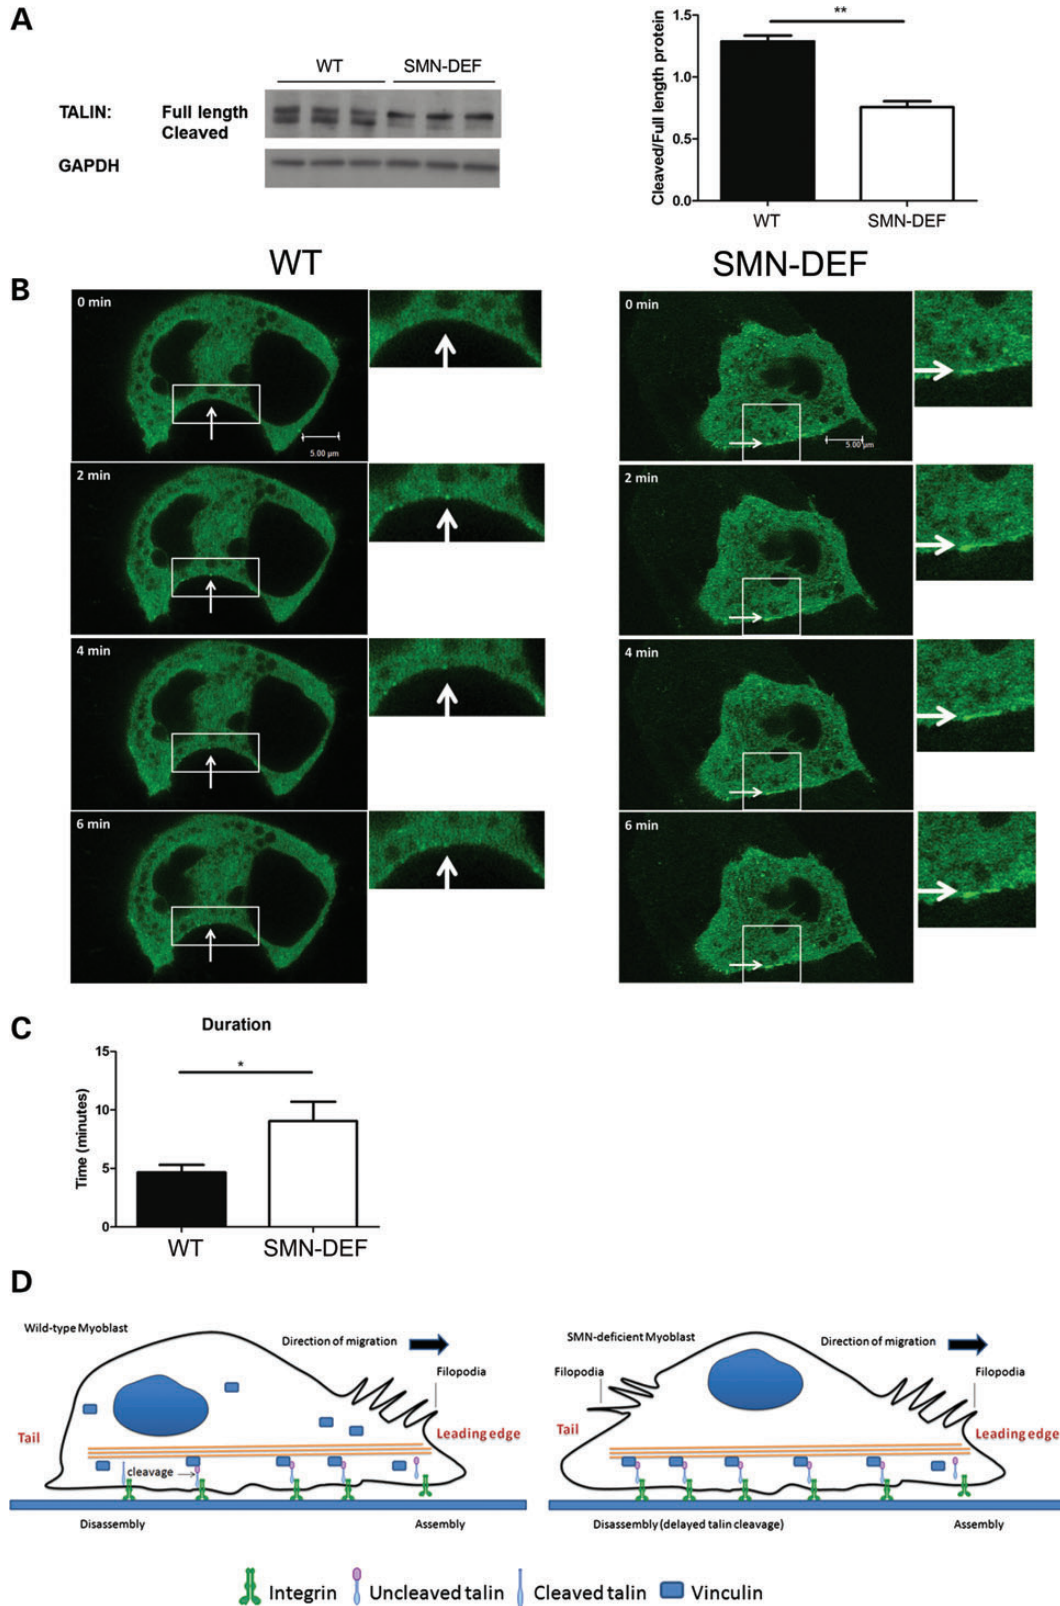 A
WT SMN-DEF
TALIN: Full length
Cleaved
GAPDH
Cleaved/Full length protein
1.5
1.0
0.5
0.0
**
WT SMN-DEF
B
WT SMN-DEF
0 min
5.00 µm
2 min
4 min
6 min
0 min
5.00 µm
2 min
4 min
6 min
C
Duration
Time (minutes)
15
10
5
0
*
WT SMN-DEF
D
Wild-type Myoblast
Direction of migration
Filopodia
Tail
Leading edge
cleavage
Disassembly Assembly
SMN-deficient Myoblast
Direction of migration
Filopodia Filopodia
Tail
Leading edge
Disassembly (delayed talin cleavage) Assembly
Integrin Uncleaved talin Cleaved talin Vinculin